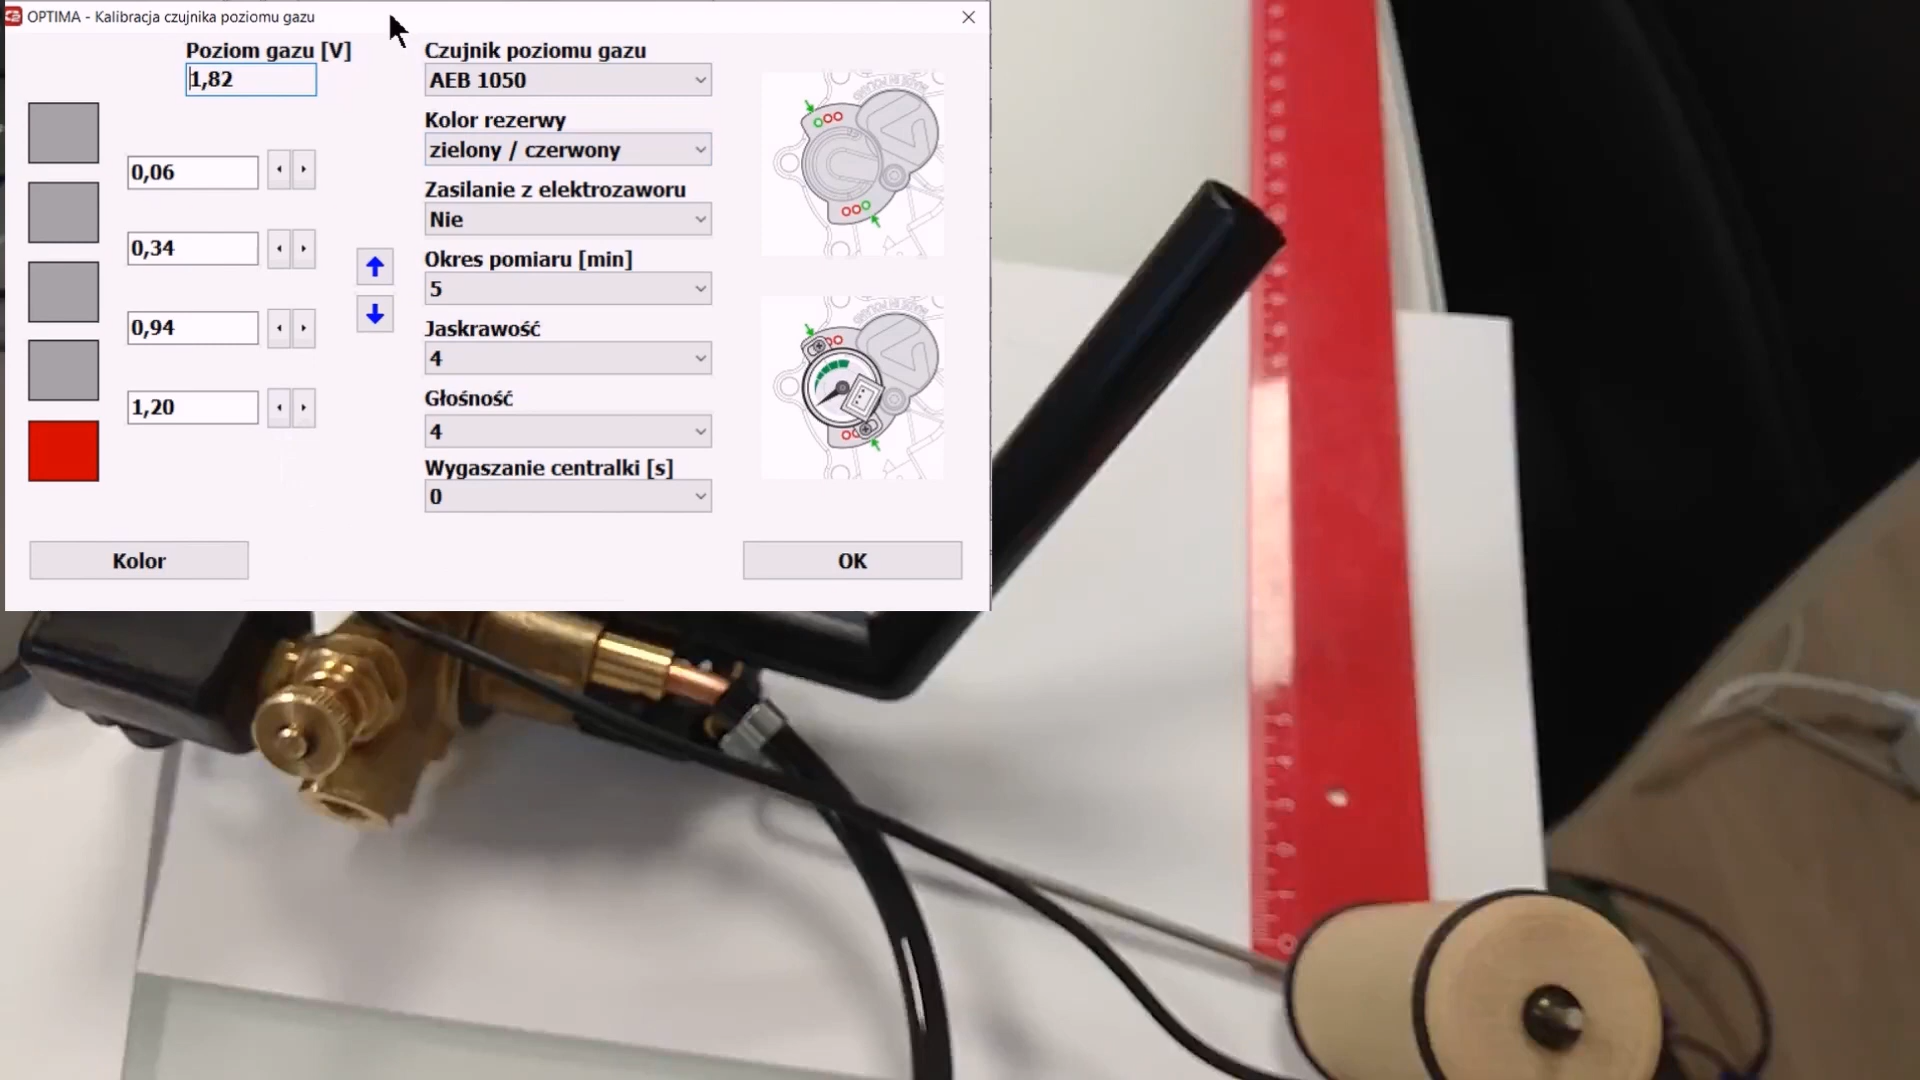 OPTIMA - Kalibracja czujnika poziomu gazu
Poziom gazu [V]
1,82
0,06
0,34
0,94
1,20
Kolor
Czujnik poziomu gazu
AEB 1050
Kolor rezerwy
zielony / czerwony
Zasilanie z elektrozaworu
Nie
Okres pomiaru [min]
5
Jaskrawość
4
Głośność
4
Wygaszanie centralki [s]
0
OK
0